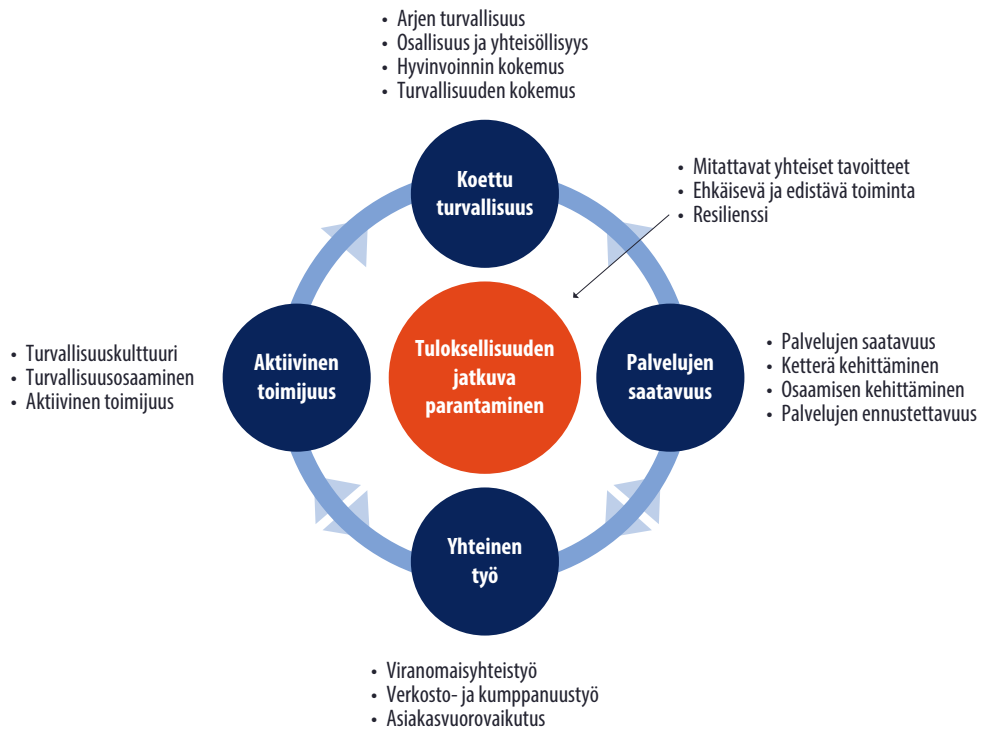 • Arjen turvallisuus
• Osallisuus ja yhteisöllisyys
• Hyvinvoinnin kokemus
• Turvallisuuden kokemus
Koettu
turvallisuus
• Mitattavat yhteiset tavoitteet
• Ehkäisevä ja edistävä toiminta
• Resilienssi
• Turvallisuuskulttuuri
• Turvallisuusosaaminen
• Aktiivinen toimijuus
Aktiivinen
toimijuus
Tuloksellisuuden
jatkuva
parantaminen
Palvelujen
saatavuus
• Palvelujen saatavuus
• Ketterä kehittäminen
• Osaamisen kehittäminen
• Palvelujen ennustettavuus
Yhteinen
työ
• Viranomaisyhteistyö
• Verkosto- ja kumppanuustyö
• Asiakasvuorovaikutus